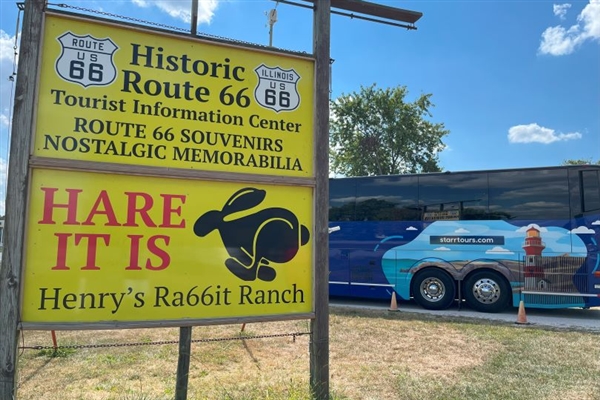 ROUTE
US
66
Historic
Route 66
ILLINOIS
US
66
Tourist Information Center
ROUTE 66 SOUVENIRS
NOSTALGIC MEMORABILIA
HARE
IT IS
Henry's Ra66it Ranch
starrtours.com